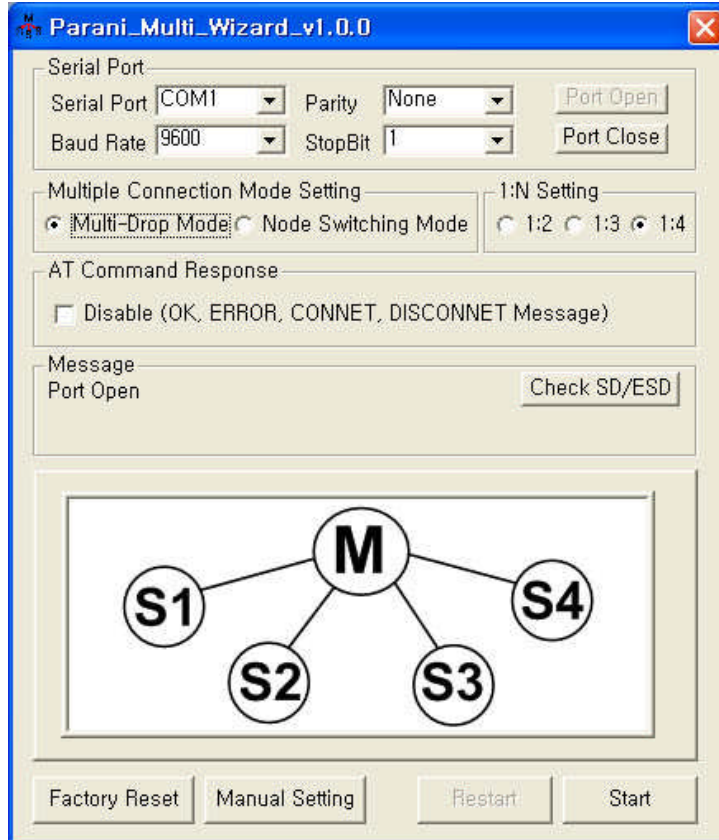 Parani_Multi_Wizard_v1.0.0
Serial Port
Serial Port COM1 Parity None Port Open
Baud Rate 9600 StopBit 1 Port Close
Multiple Connection Mode Setting 1:N Setting
Multi-Drop Mode Node Switching Mode 1:2 1:3 1:4
AT Command Response
Disable (OK, ERROR, CONNET, DISCONNET Message)
Message
Port Open Check SD/ESD
M
S1 S4
S2 S3
Factory Reset Manual Setting Restart Start